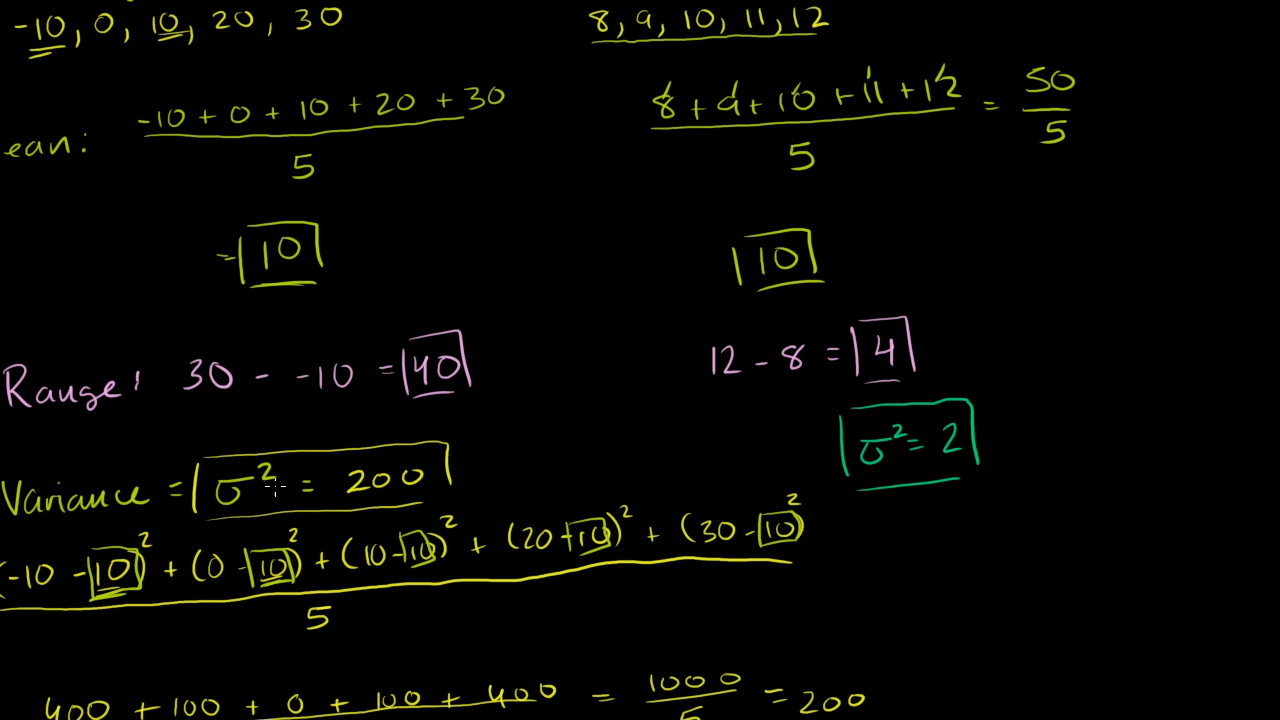 -10, 0, 10, 20, 30
8, 9, 10, 11, 12
ean: -10 + 0 + 10 + 20 + 30
5
8 + 9 + 10 + 11 + 12 = 50
5 5
= 10
10
Range: 30 - -10 = 40
12 - 8 = 4
σ² = 2
Variance = σ² = 200
(-10 - 10)² + (0 - 10)² + (10 - 10)² + (20 - 10)² + (30 - 10)²
5
400 + 100 + 0 + 100 + 400 = 1000 = 200
5